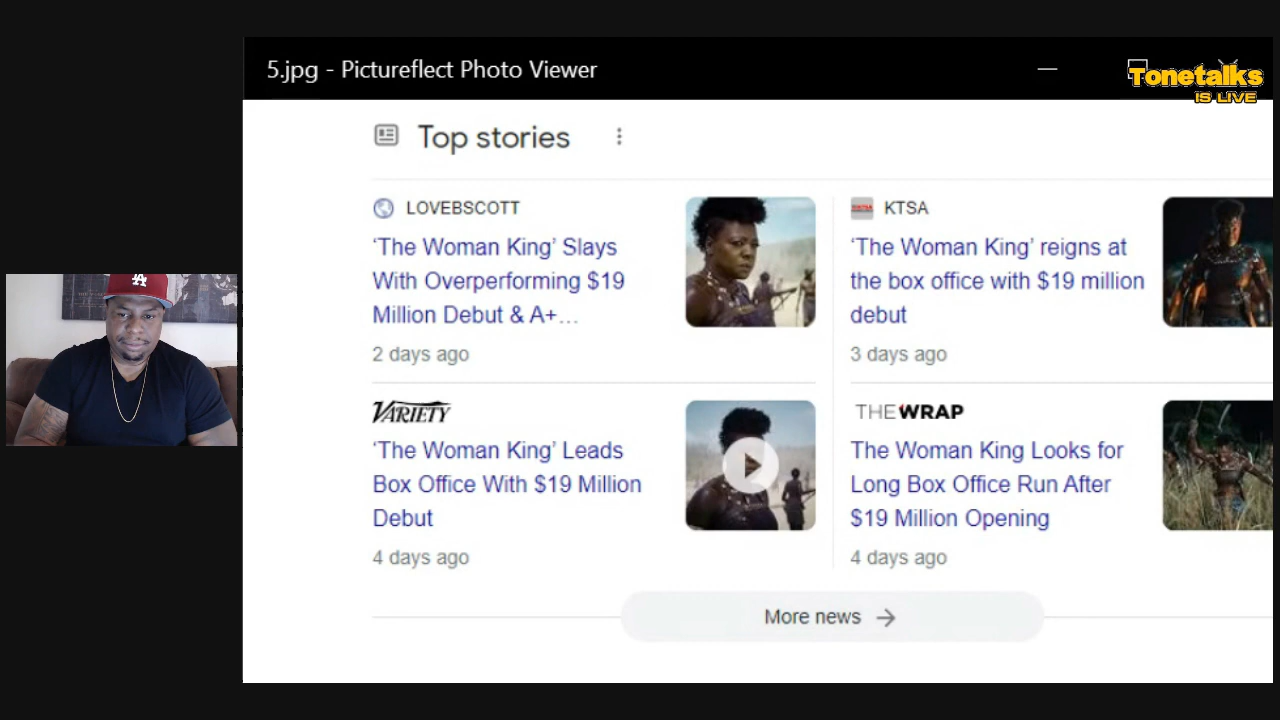 5.jpg - Pictureflect Photo Viewer
Tonetalks
IS LIVE
Top stories
LOVEBSCOTT
‘The Woman King’ Slays
With Overperforming $19
Million Debut & A+...
2 days ago
KTSA
‘The Woman King’ reigns at
the box office with $19 million
debut
3 days ago
VARIETY
‘The Woman King’ Leads
Box Office With $19 Million
Debut
4 days ago
THEWRAP
The Woman King Looks for
Long Box Office Run After
$19 Million Opening
4 days ago
More news
LA